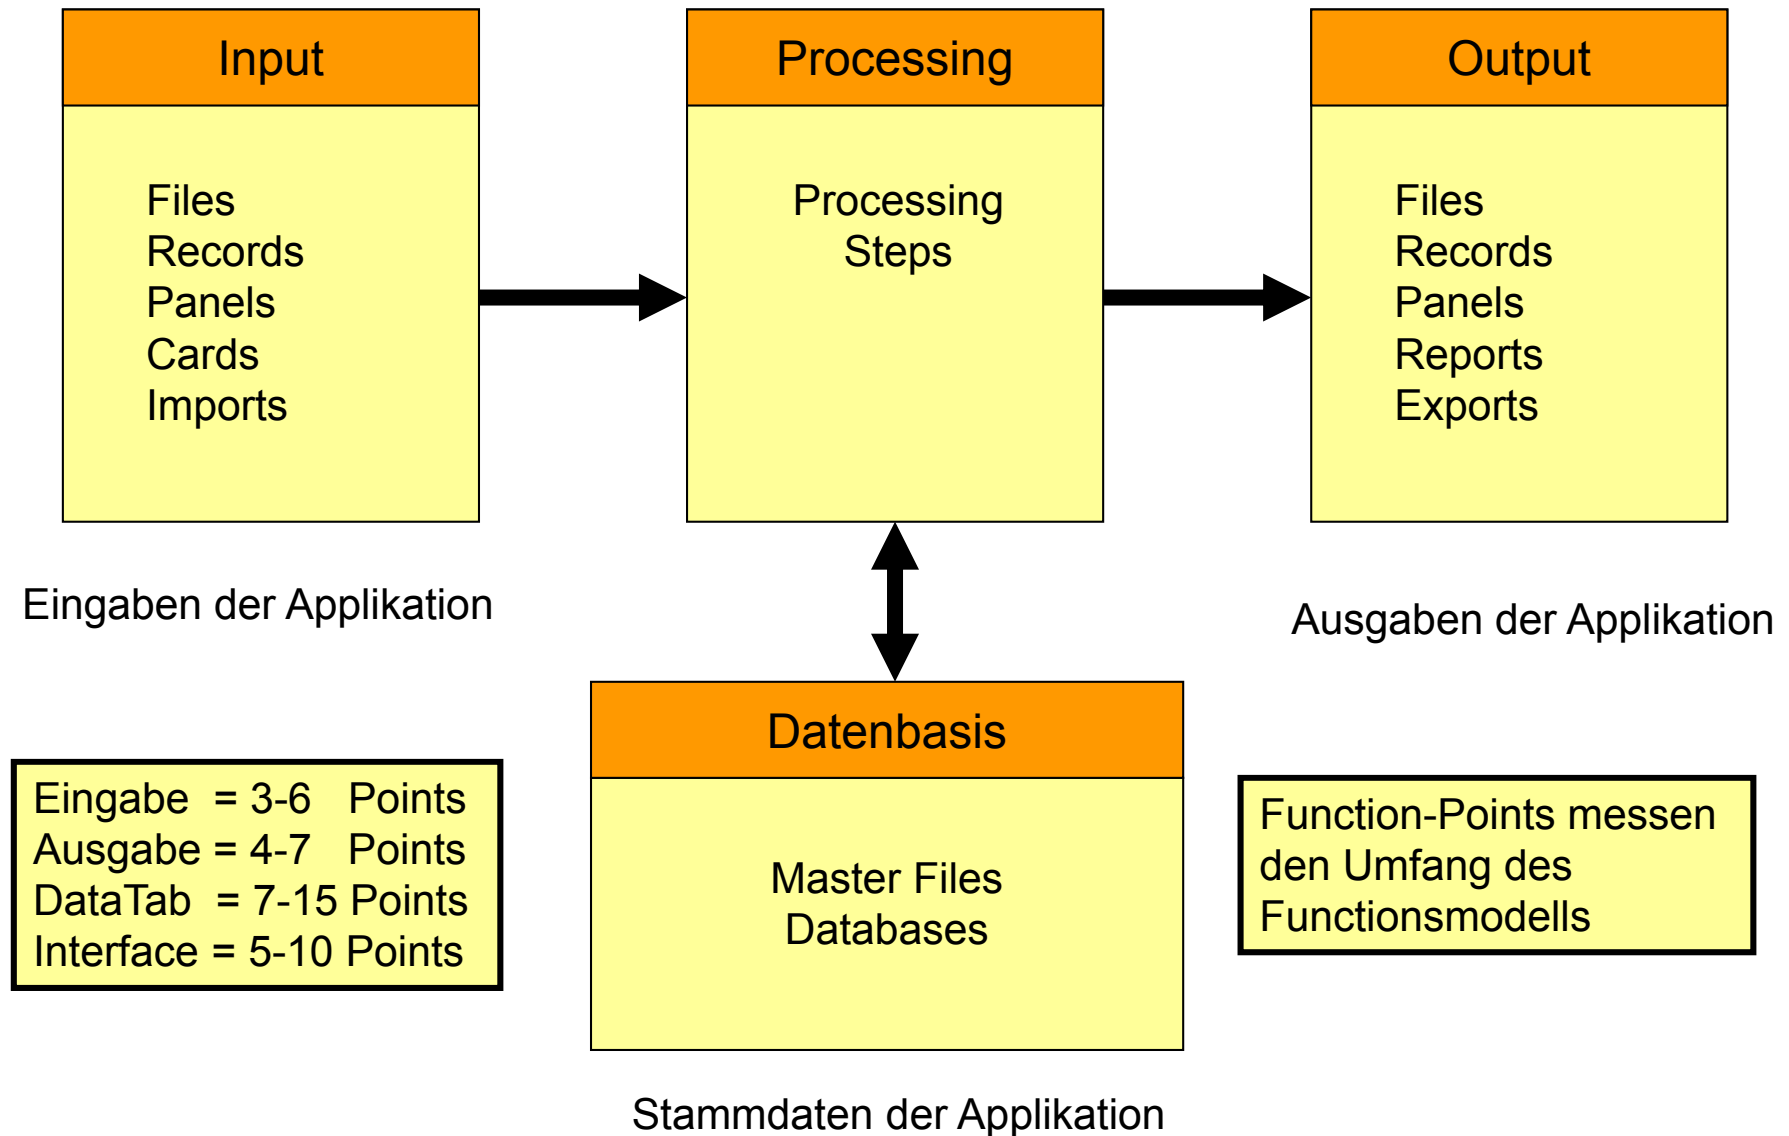 Input
Files
Records
Panels
Cards
Imports
Eingaben der Applikation
Processing
Processing
Steps
Output
Files
Records
Panels
Reports
Exports
Ausgaben der Applikation
Eingabe = 3-6 Points
Ausgabe = 4-7 Points
DataTab = 7-15 Points
Interface = 5-10 Points
Datenbasis
Master Files
Databases
Stammdaten der Applikation
Function-Points messen
den Umfang des
Functionsmodells